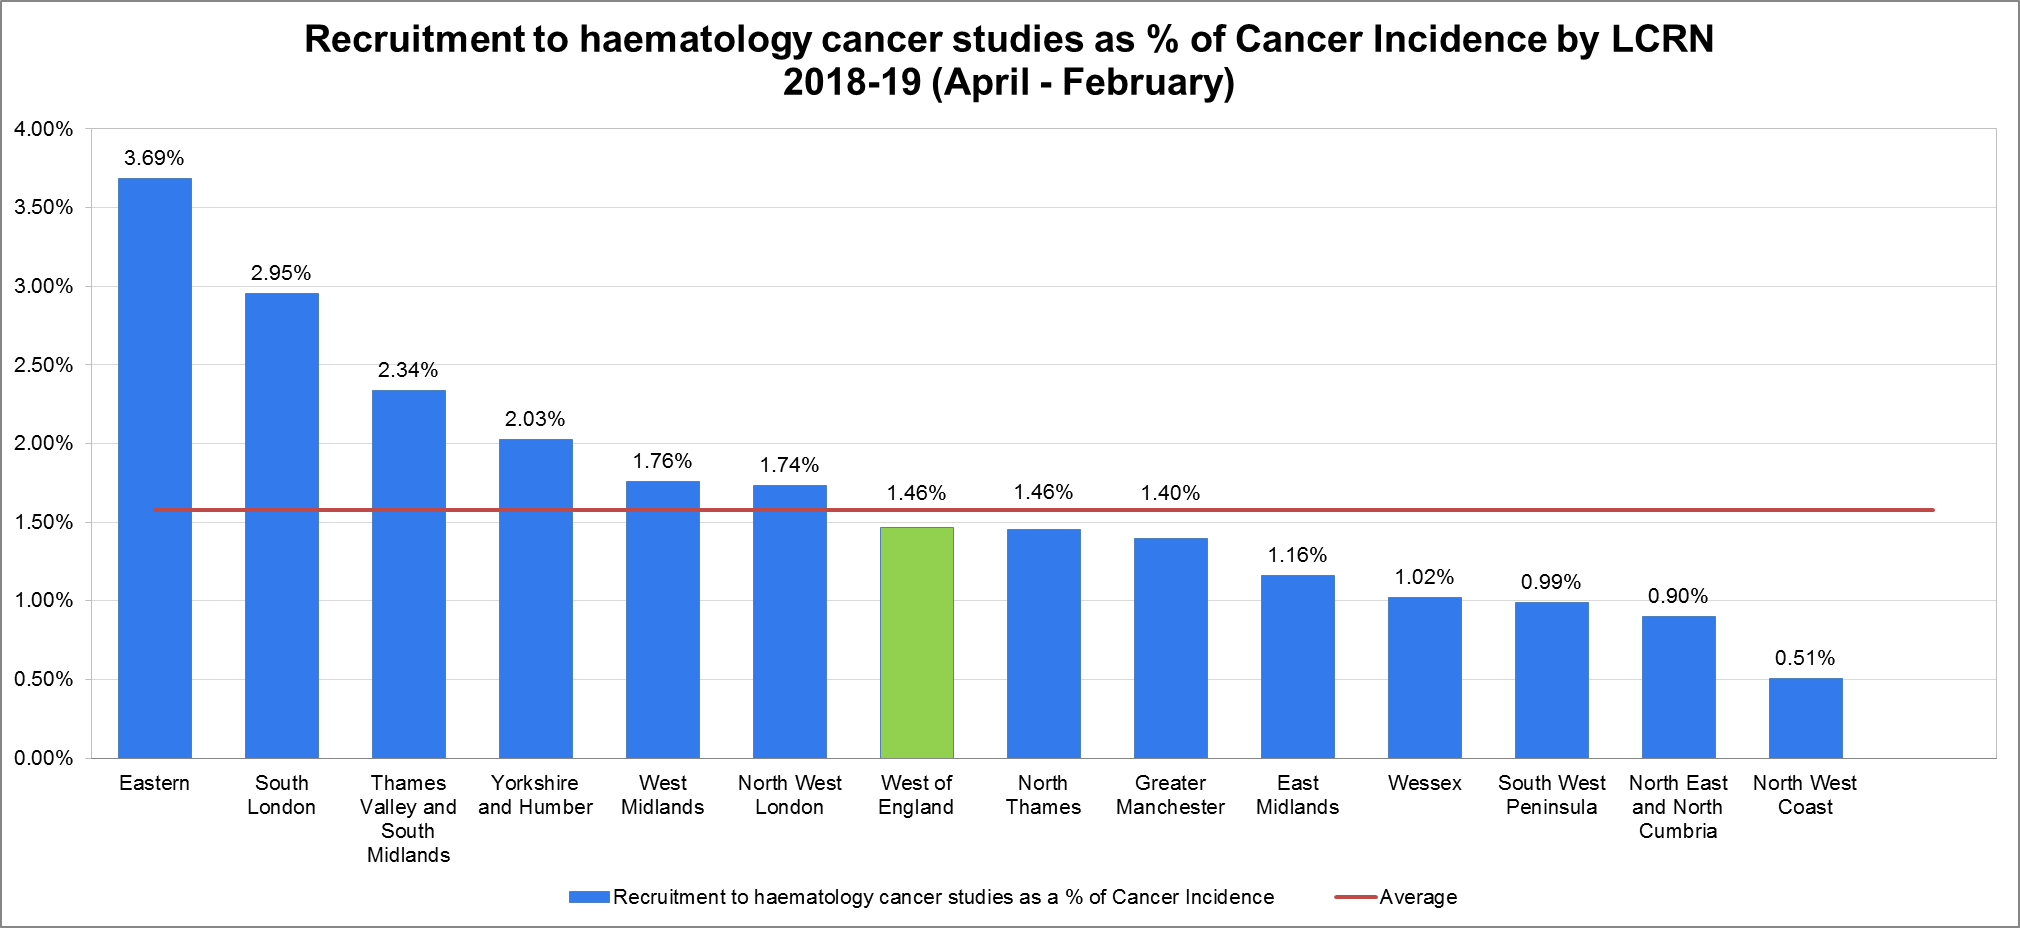 Recruitment to haematology cancer studies as % of Cancer Incidence by LCRN
2018-19 (April - February)
4.00%
3.50%
3.00%
2.50%
2.00%
1.50%
1.00%
0.50%
0.00%
3.69%
2.95%
2.34%
2.03%
1.76%
1.74%
1.46%
1.46%
1.40%
1.16%
1.02%
0.99%
0.90%
0.51%
Eastern
South
London
Thames
Valley and
South
Midlands
Yorkshire
and Humber
West
Midlands
North West
London
West of
England
North
Thames
Greater
Manchester
East
Midlands
Wessex
South West
Peninsula
North East
and North
Cumbria
North West
Coast
Recruitment to haematology cancer studies as a % of Cancer Incidence
Average